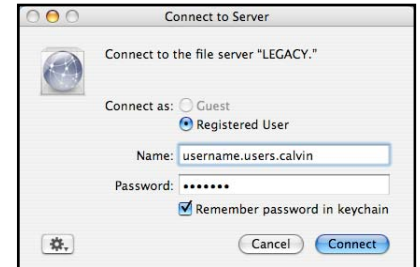 Connect to Server
Connect to the file server “LEGACY.”
Connect as: Guest
Registered User
Name: username.users.calvin
Password: •••••••
Remember password in keychain
Cancel Connect